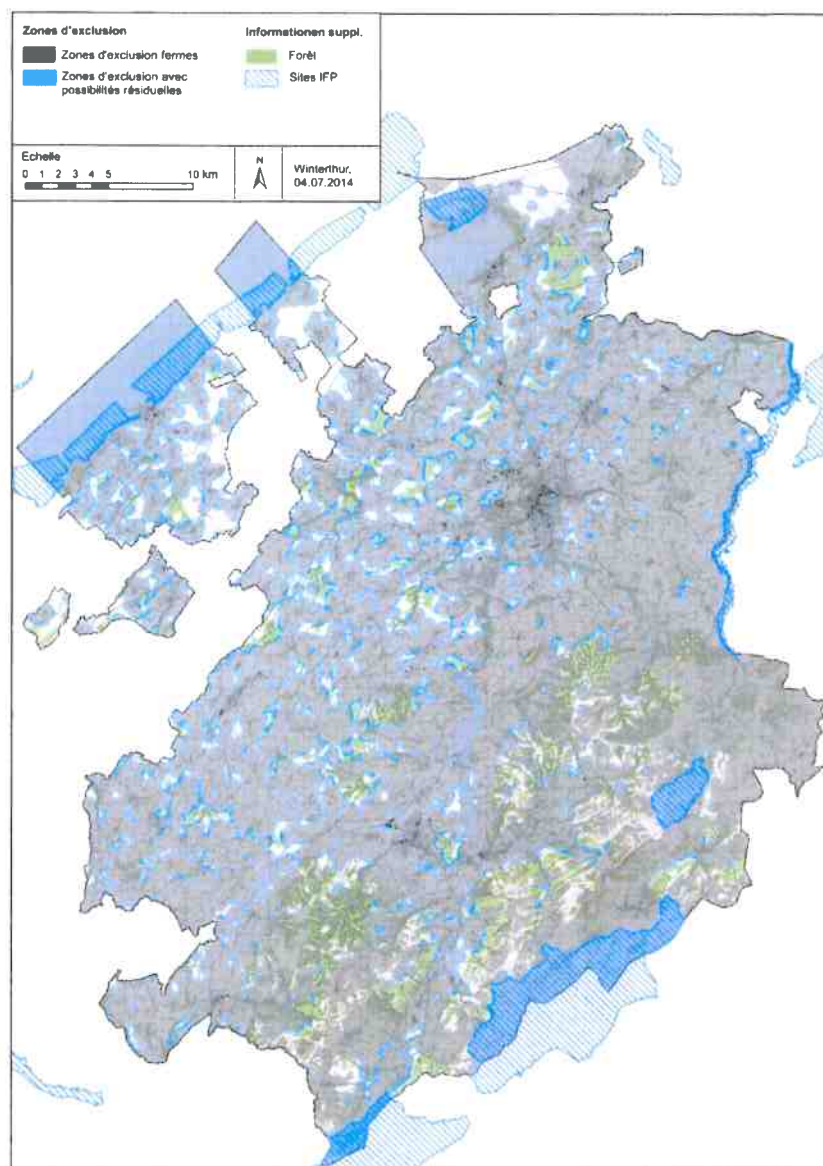 Zones d'exclusion
Zones d'exclusion fermes
Zones d'exclusion avec
possibilités résiduelles
Informationen suppl.
Forêt
Sites IFP
Echelle
0 1 2 3 4 5 10 km
N
Winterthur,
04.07.2014